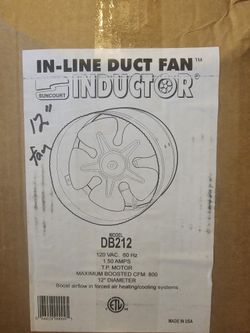 IN-LINE DUCT FAN™
SUNCOURT INDUCTOR®
12"
fan
MODEL
DB212
120 VAC, 60 Hz
1.50 AMPS
T.P. MOTOR
MAXIMUM BOOSTED CFM: 800
12" DIAMETER
Boost airflow in forced air heating/cooling systems
ETL
MADE IN USA